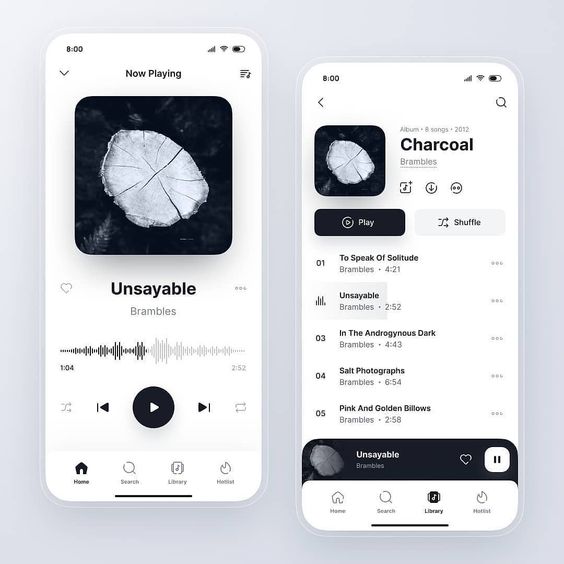 8:00
Now Playing
Unsayable
Brambles
1:04
2:52
Home
Search
Library
Hotlist
8:00
Album • 8 songs • 2012
Charcoal
Brambles
Play
Shuffle
01
To Speak Of Solitude
Brambles • 4:21
Unsayable
Brambles • 2:52
03
In The Androgynous Dark
Brambles • 4:43
04
Salt Photographs
Brambles • 6:54
05
Pink And Golden Billows
Brambles • 2:58
Unsayable
Brambles
Home
Search
Library
Hotlist